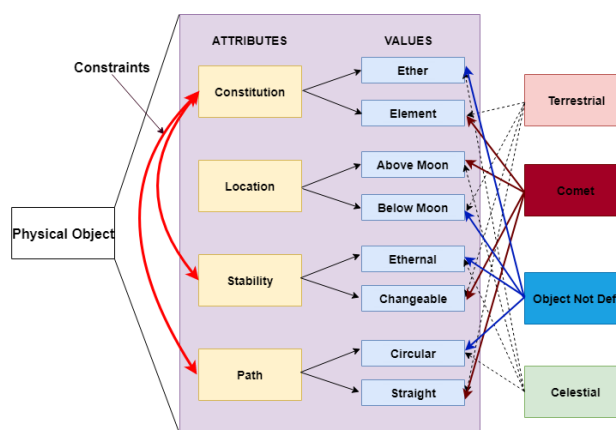 ATTRIBUTES
VALUES
Constraints
Physical Object
Constitution
Location
Stability
Path
Ether
Element
Above Moon
Below Moon
Ethernal
Changeable
Circular
Straight
Terrestrial
Comet
Object Not Def
Celestial